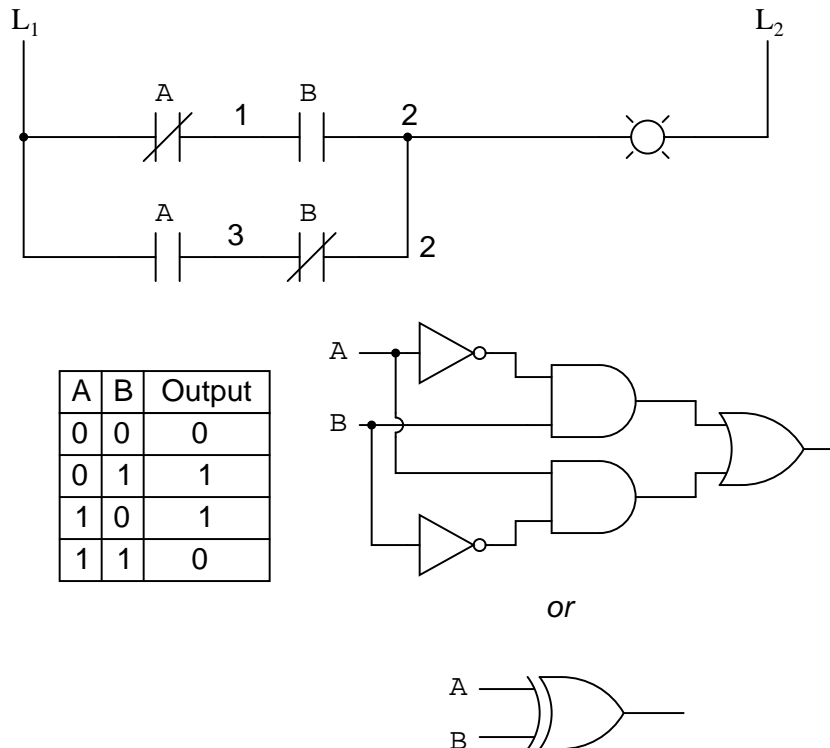 L1 L2
A 1 B 2
A 3 B 2
A B Output
0 0 0
0 1 1
1 0 1
1 1 0
A
B
or
A
B